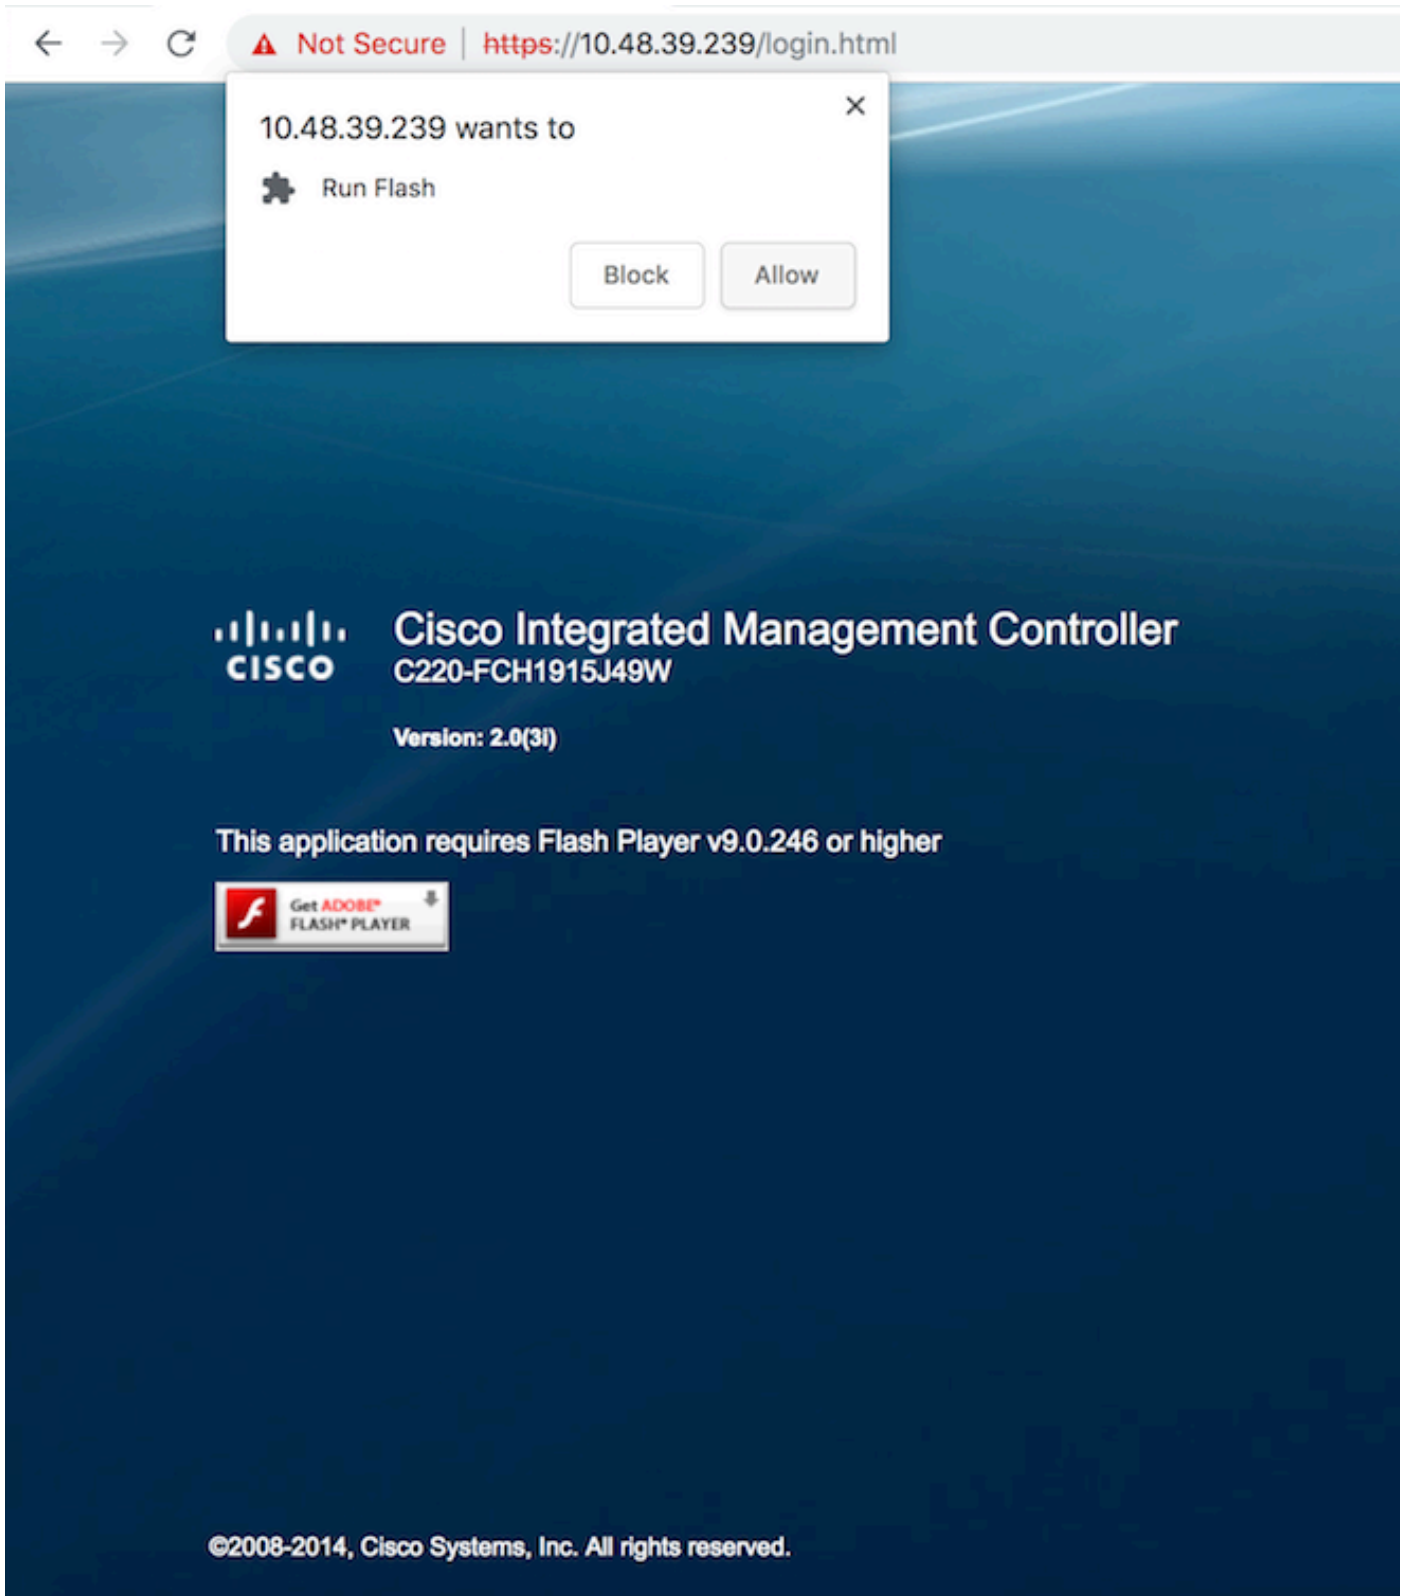 Not Secure | https://10.48.39.239/login.html
10.48.39.239 wants to
Run Flash
Block
Allow
CISCO
Cisco Integrated Management Controller
C220-FCH1915J49W
Version: 2.0(3i)
This application requires Flash Player v9.0.246 or higher
Get ADOBE®
FLASH® PLAYER
©2008-2014, Cisco Systems, Inc. All rights reserved.